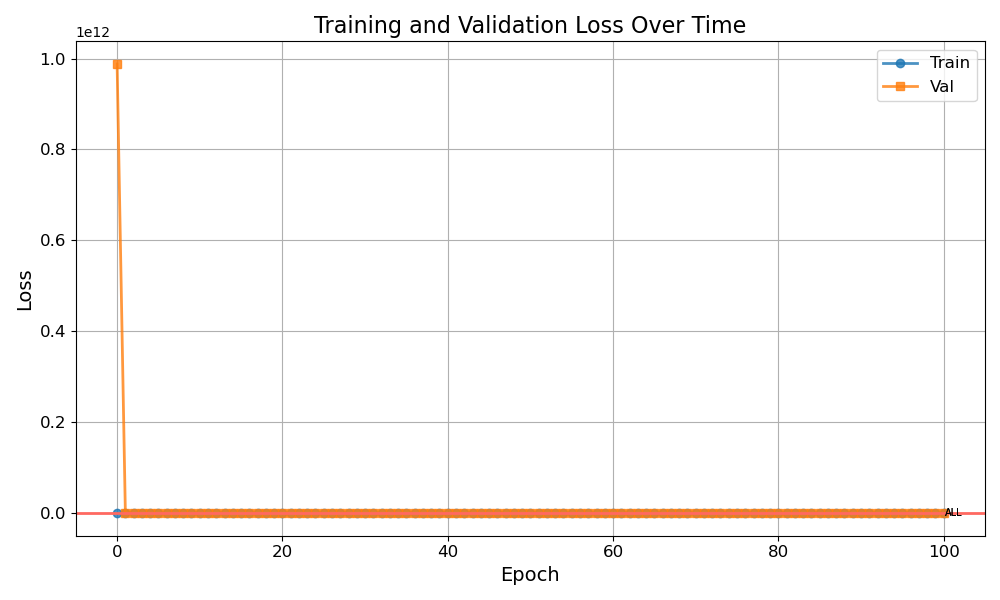 Training and Validation Loss Over Time
1e12
Train
Val
1.0
0.8
0.6
0.4
0.2
0.0
Loss
ALL
0 20 40 60 80 100
Epoch